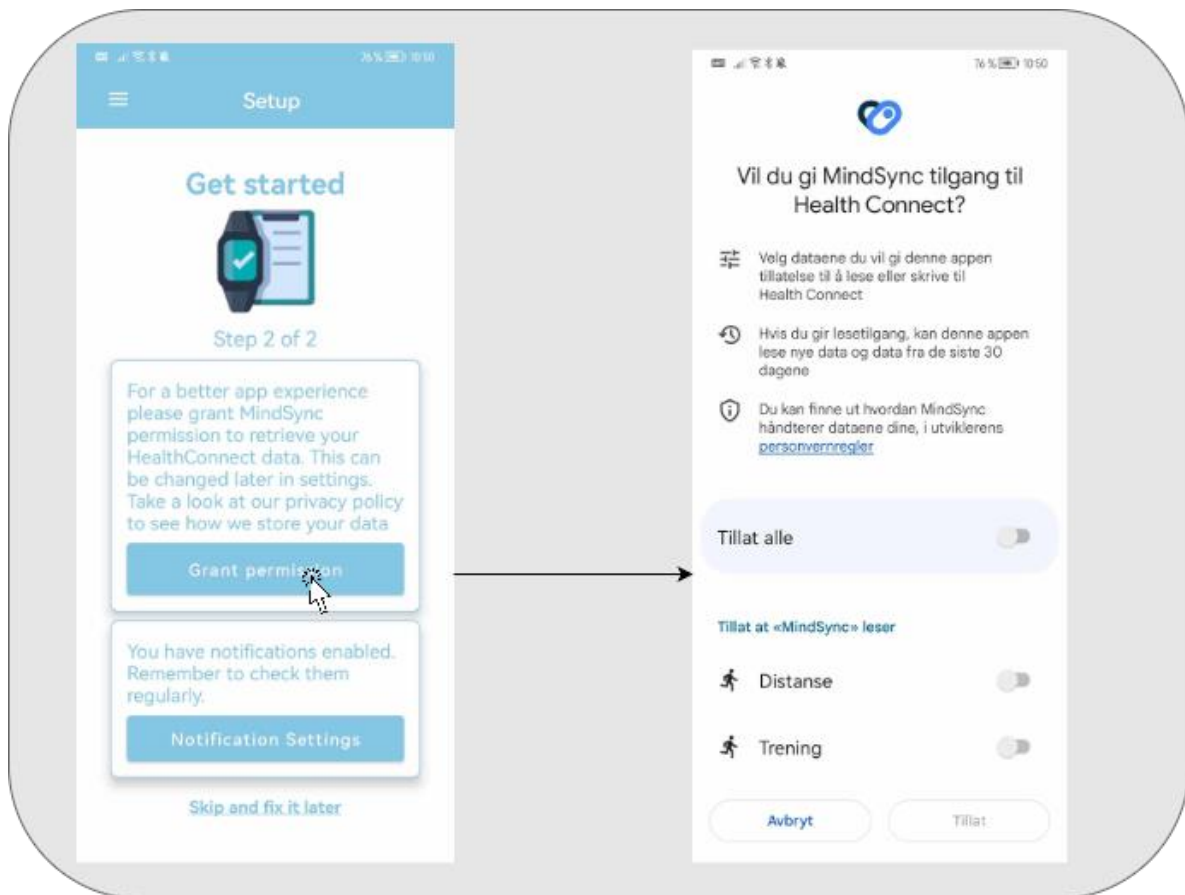 76 % 10:50
Setup
Get started
Step 2 of 2
For a better app experience
please grant MindSync
permission to retrieve your
HealthConnect data. This can
be changed later in settings.
Take a look at our privacy policy
to see how we store your data
Grant permission
You have notifications enabled.
Remember to check them
regularly.
Notification Settings
Skip and fix it later
76 % 10:50
Vil du gi MindSync tilgang til
Health Connect?
Velg dataene du vil gi denne appen
tillatelse til å lese eller skrive til
Health Connect
Hvis du gir lesetilgang, kan denne appen
lese nye data og data fra de siste 30
dagene
Du kan finne ut hvordan MindSync
håndterer dataene dine, i utviklerens
personvernregler
Tillat alle
Tillat at «MindSync» leser
Distanse
Trening
Avbryt
Tillat